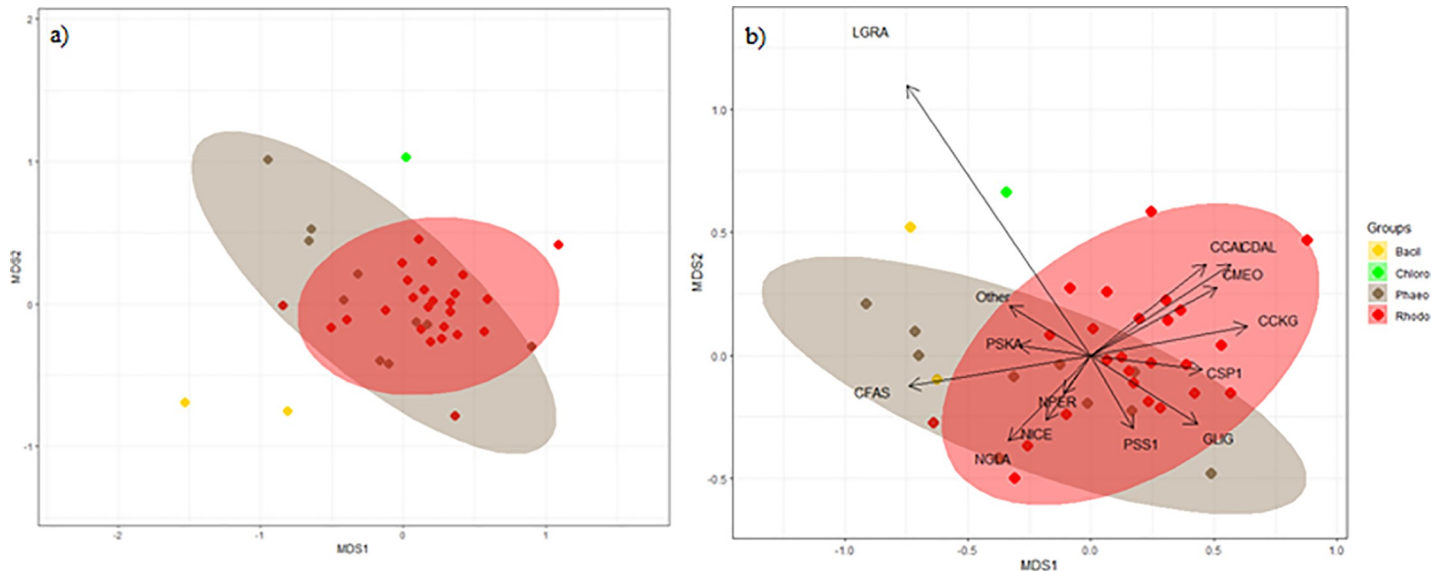 a)
2
1
0
-1
MDS2
-2
-1
0
1
MDS1
b)
LGRA
CCALCDAL
CMEO
Other
CCKG
PSKA
CSP1
CFAS
NPER
NICE
PSS1
GLIG
NGLA
1.0
0.5
0.0
-0.5
MDS2
-1.0
-0.5
0.0
0.5
1.0
MDS1
Groups
Bacil
Chloro
Phaeo
Rhodo